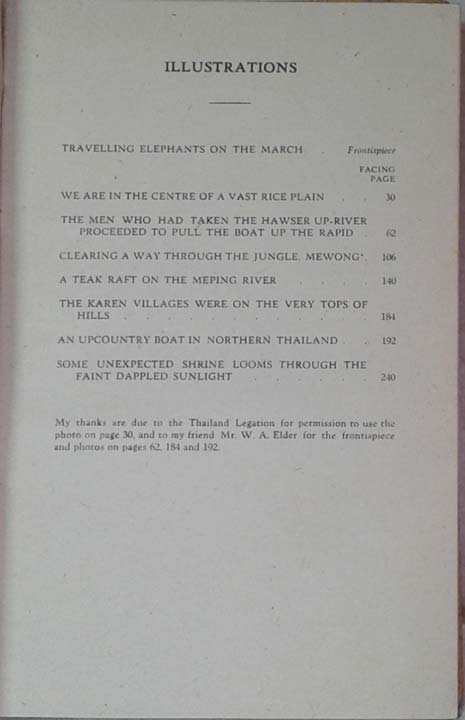 ILLUSTRATIONS
TRAVELLING ELEPHANTS ON THE MARCH . Frontispiece
FACING
PAGE
WE ARE IN THE CENTRE OF A VAST RICE PLAIN . . 30
THE MEN WHO HAD TAKEN THE HAWSER UP-RIVER
PROCEEDED TO PULL THE BOAT UP THE RAPID . 62
CLEARING A WAY THROUGH THE JUNGLE, MEWONG . 106
A TEAK RAFT ON THE MEPING RIVER . . . . 140
THE KAREN VILLAGES WERE ON THE VERY TOPS OF
HILLS . . . . . . . . . . 184
AN UPCOUNTRY BOAT IN NORTHERN THAILAND . . 192
SOME UNEXPECTED SHRINE LOOMS THROUGH THE
FAINT DAPPLED SUNLIGHT . . . . . . 240
My thanks are due to the Thailand Legation for permission to use the
photo on page 30, and to my friend Mr. W. A. Elder for the frontispiece
and photos on pages 62, 184 and 192.